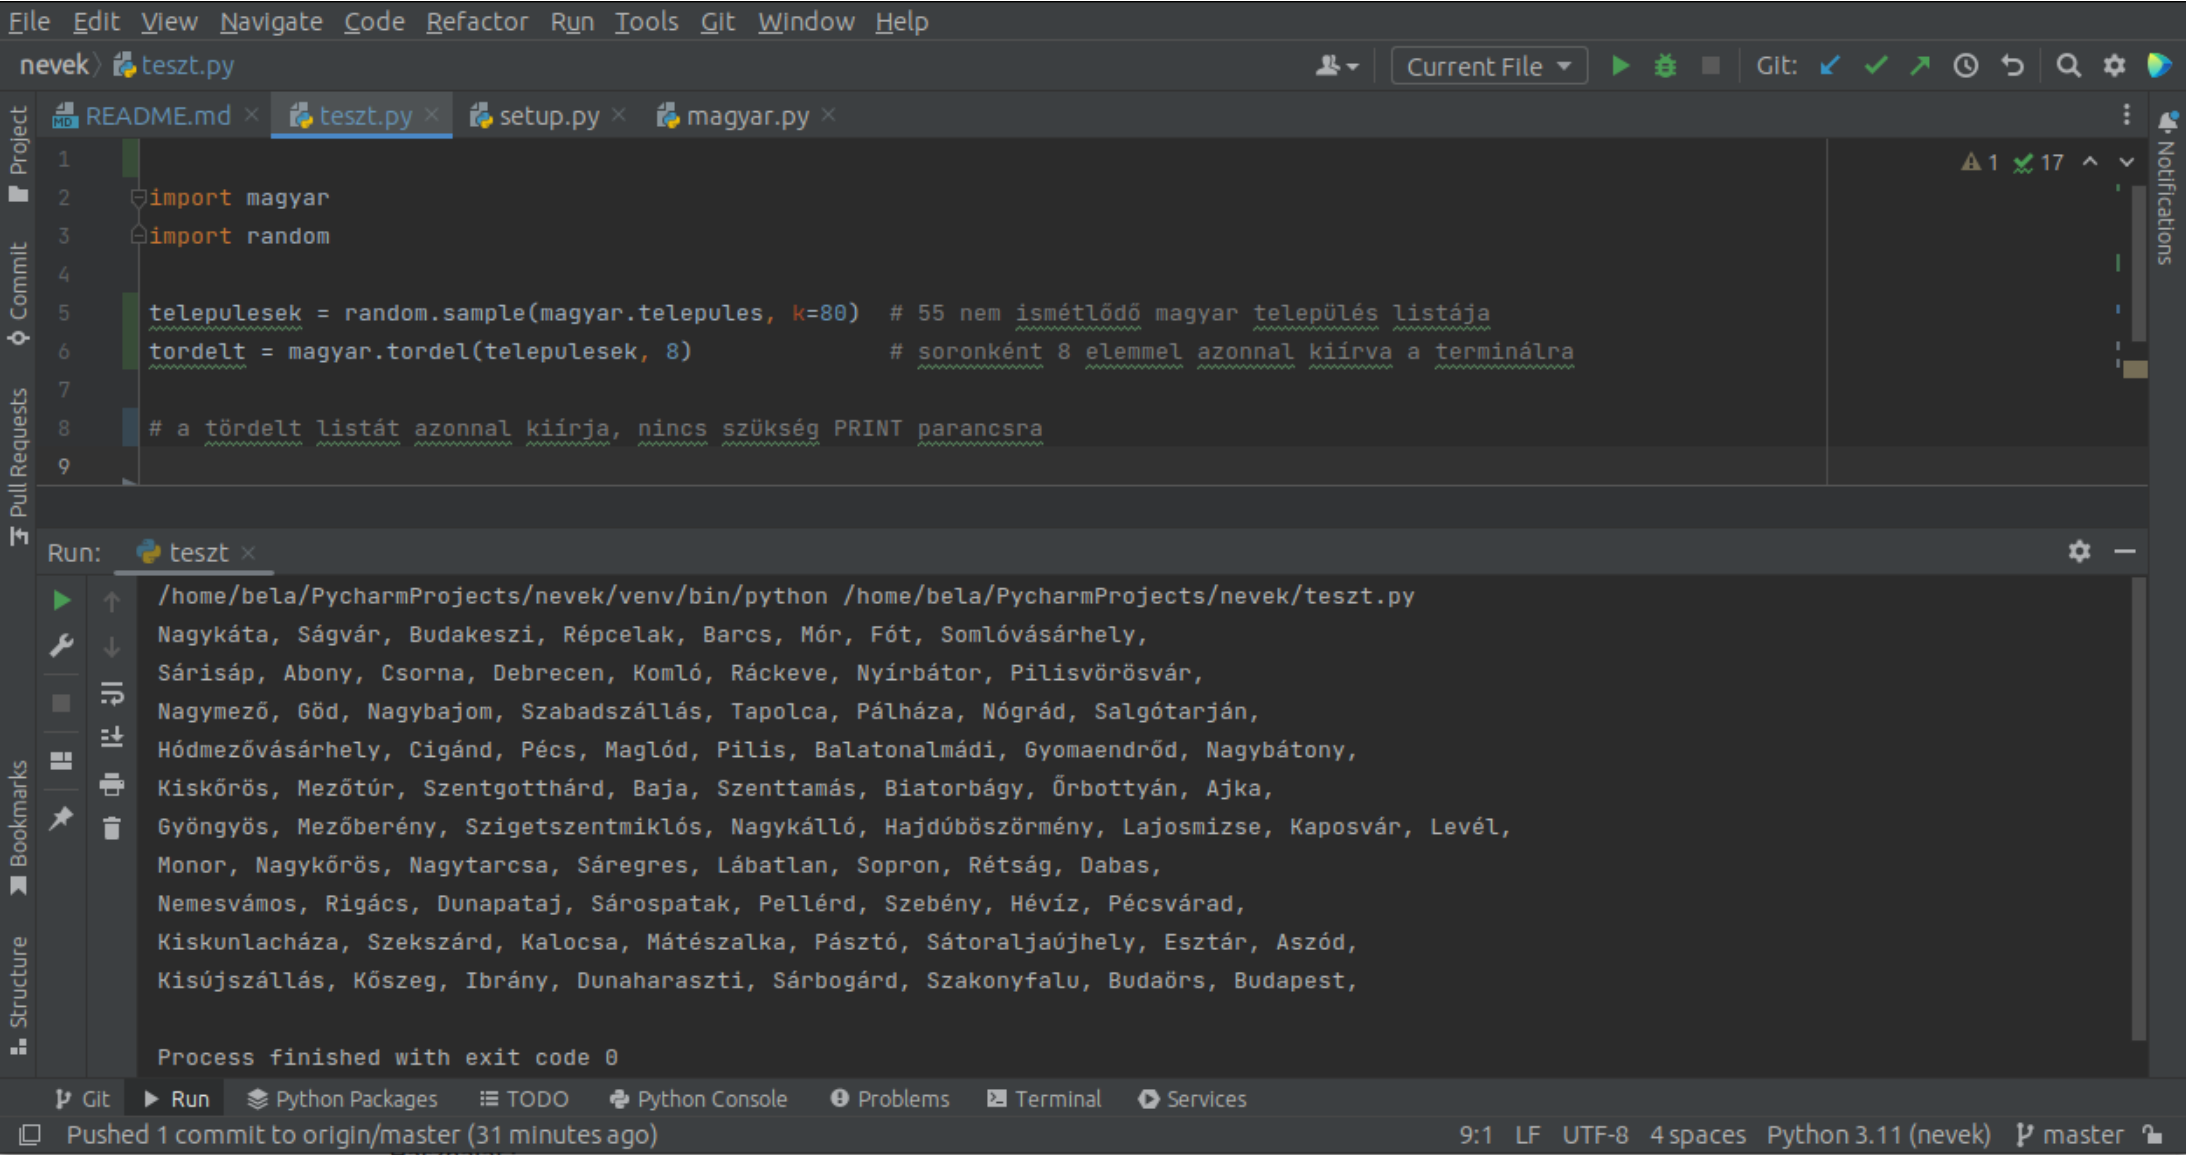 File Edit View Navigate Code Refactor Run Tools Git Window Help
nevek teszt.py Current File Git:
README.md teszt.py setup.py magyar.py
Project
Commit
Pull Requests
Bookmarks
Structure
Notifications
1 17
1
2 import magyar
3 import random
4
5 telepulesek = random.sample(magyar.telepules, k=80) # 55 nem ismétlődő magyar település listája
6 tordelt = magyar.tordel(telepulesek, 8) # soronként 8 elemmel azonnal kiírva a terminálra
7
8 # a tördelt listát azonnal kiírja, nincs szükség PRINT parancsra
9
Run: teszt
/home/bela/PycharmProjects/nevek/venv/bin/python /home/bela/PycharmProjects/nevek/teszt.py
Nagykáta, Ságvár, Budakeszi, Répcelak, Barcs, Mór, Fót, Somlóvásárhely,
Sárisáp, Abony, Csorna, Debrecen, Komló, Ráckeve, Nyírbátor, Pilisvörösvár,
Nagymező, Göd, Nagybajom, Szabadszállás, Tapolca, Pálháza, Nógrád, Salgótarján,
Hódmezővásárhely, Cigánd, Pécs, Maglód, Pilis, Balatonalmádi, Gyomaendrőd, Nagybátony,
Kiskőrös, Mezőtúr, Szentgotthárd, Baja, Szenttamás, Biatorbágy, Őrbottyán, Ajka,
Gyöngyös, Mezőberény, Szigetszentmiklós, Nagykálló, Hajdúböszörmény, Lajosmizse, Kaposvár, Levél,
Monor, Nagykőrös, Nagytarcsa, Sáregres, Lábatlan, Sopron, Rétság, Dabas,
Nemesvámos, Rigács, Dunapataj, Sárospatak, Pellérd, Szebény, Hévíz, Pécsvárad,
Kiskunlacháza, Szekszárd, Kalocsa, Mátészalka, Pásztó, Sátoraljaújhely, Esztár, Aszód,
Kisújszállás, Kőszeg, Ibrány, Dunaharaszti, Sárbogárd, Szakonyfalu, Budaörs, Budapest,
Process finished with exit code 0
Git Run Python Packages TODO Python Console Problems Terminal Services
Pushed 1 commit to origin/master (31 minutes ago) 9:1 LF UTF-8 4 spaces Python 3.11 (nevek) master